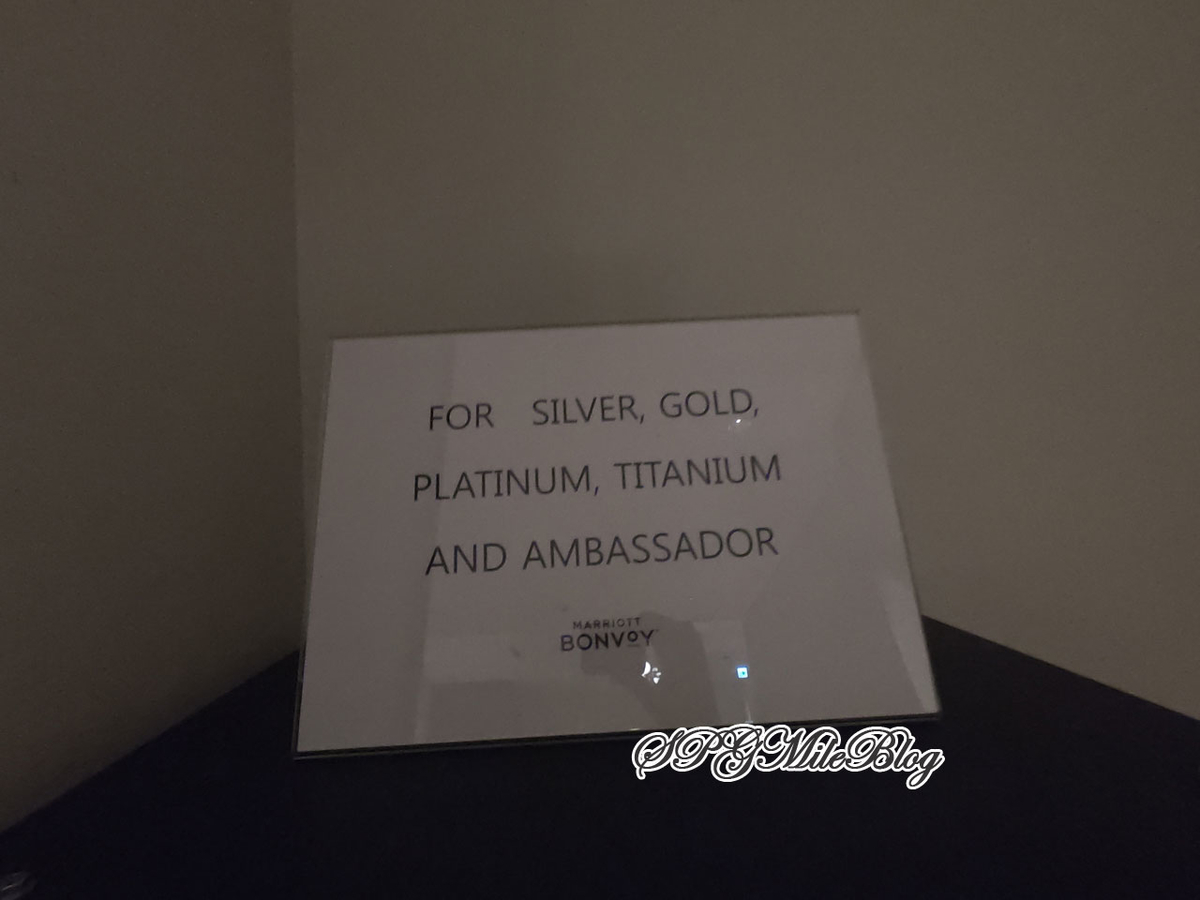 FOR SILVER, GOLD,
PLATINUM, TITANIUM
AND AMBASSADOR
MARRIOTT
BONVOY
SPGMileBlog